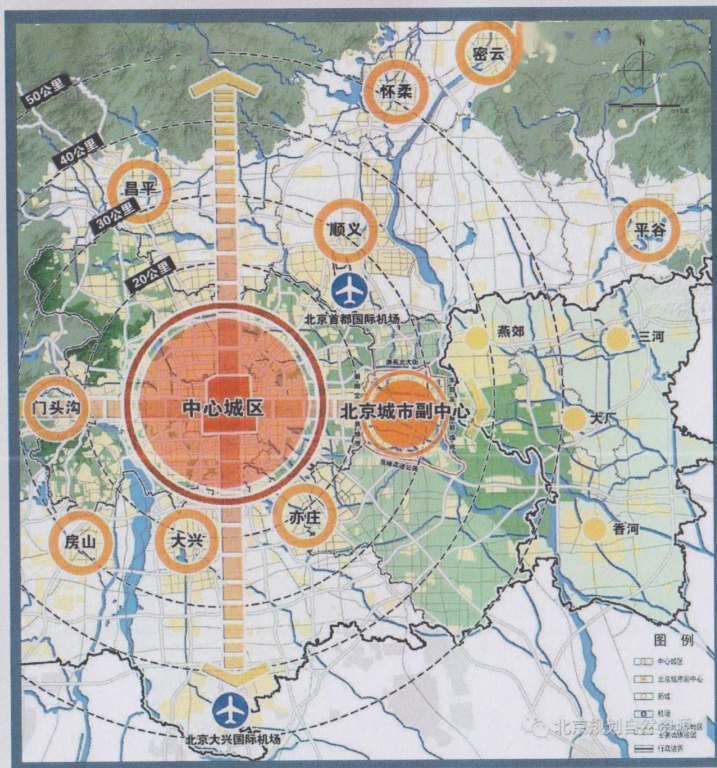 密云
50公里
怀柔
N
40公里
昌平
30公里
顺义
平谷
20公里
北京首都国际机场
燕郊
三河
门头沟
中心城区
北京城市副中心
大厂
亦庄
香河
房山
大兴
图 例
中心城区
北京城市副中心
新城
机场
行政边界
北京规划自然资源
北京大兴国际机场